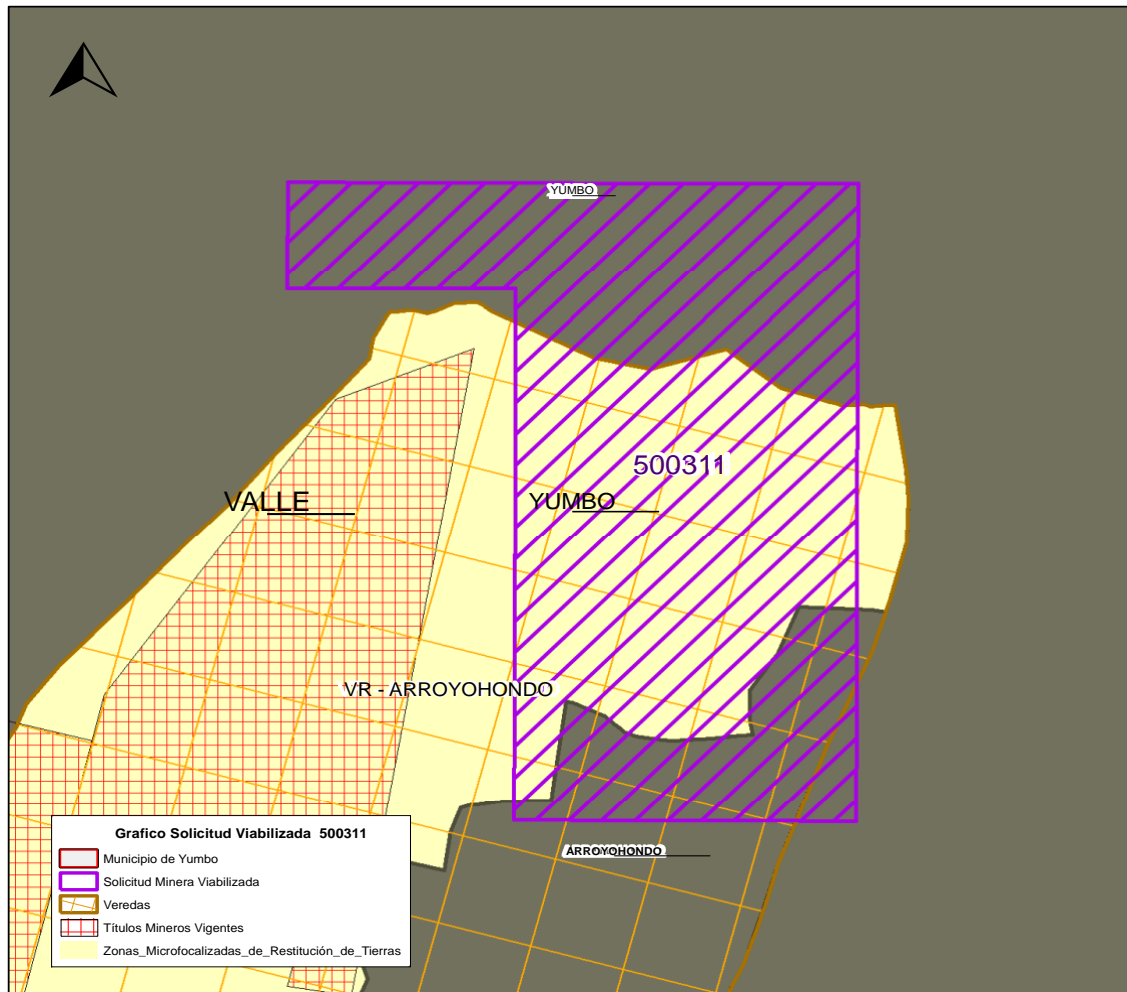 YUMBO
500311
VALLE
YUMBO
VR - ARROYOHONDO
ARROYOHONDO
Grafico Solicitud Viabilizada 500311
Municipio de Yumbo
Solicitud Minera Viabilizada
Veredas
Títulos Mineros Vigentes
Zonas_Microfocalizadas_de_Restitución_de_Tierras